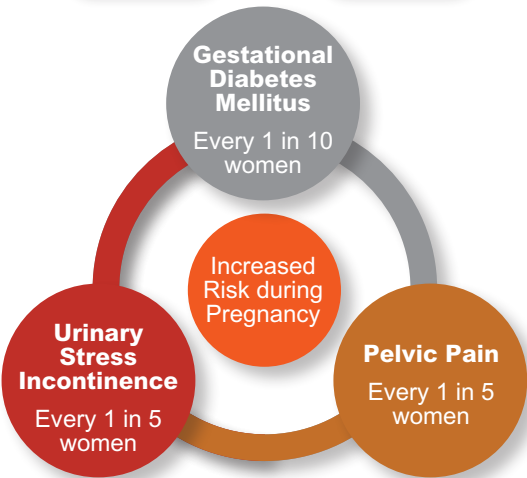 Gestational
Diabetes
Mellitus
Every 1 in 10
women
Increased
Risk during
Pregnancy
Urinary
Stress
Incontinence
Every 1 in 5
women
Pelvic Pain
Every 1 in 5
women